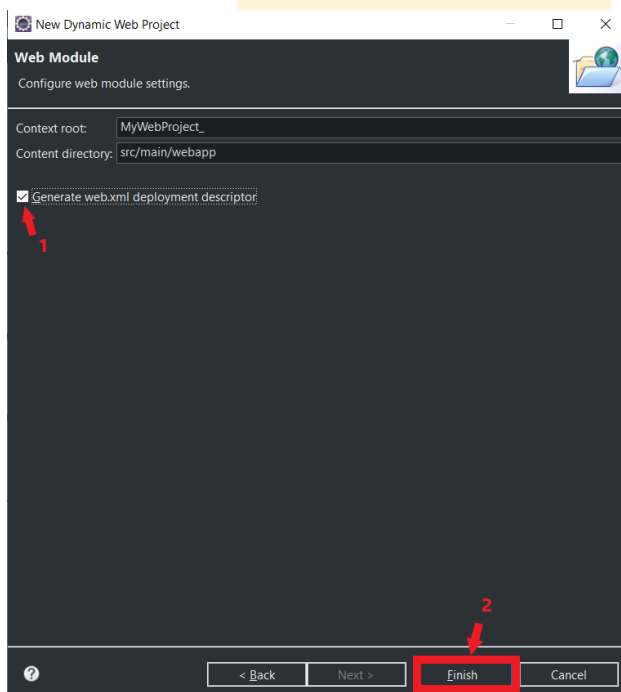 New Dynamic Web Project
Web Module
Configure web module settings.
Context root: MyWebProject_
Content directory: src/main/webapp
Generate web.xml deployment descriptor
1
2
? < Back Next > Finish Cancel